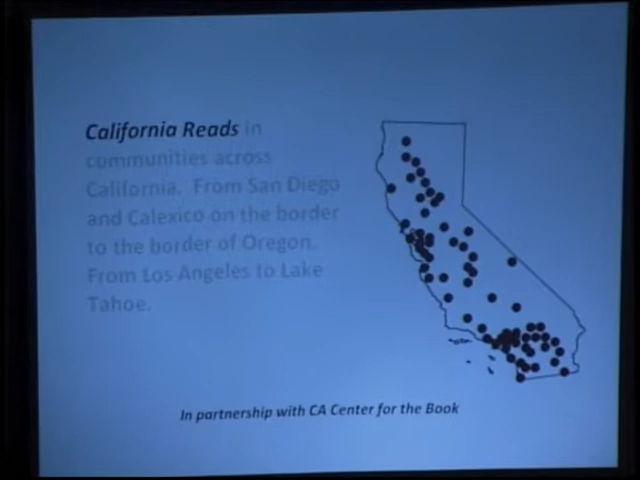 California Reads in
communities across
California. From San Diego
and Calexico on the border
to the border of Oregon.
From Los Angeles to Lake
Tahoe.
In partnership with CA Center for the Book